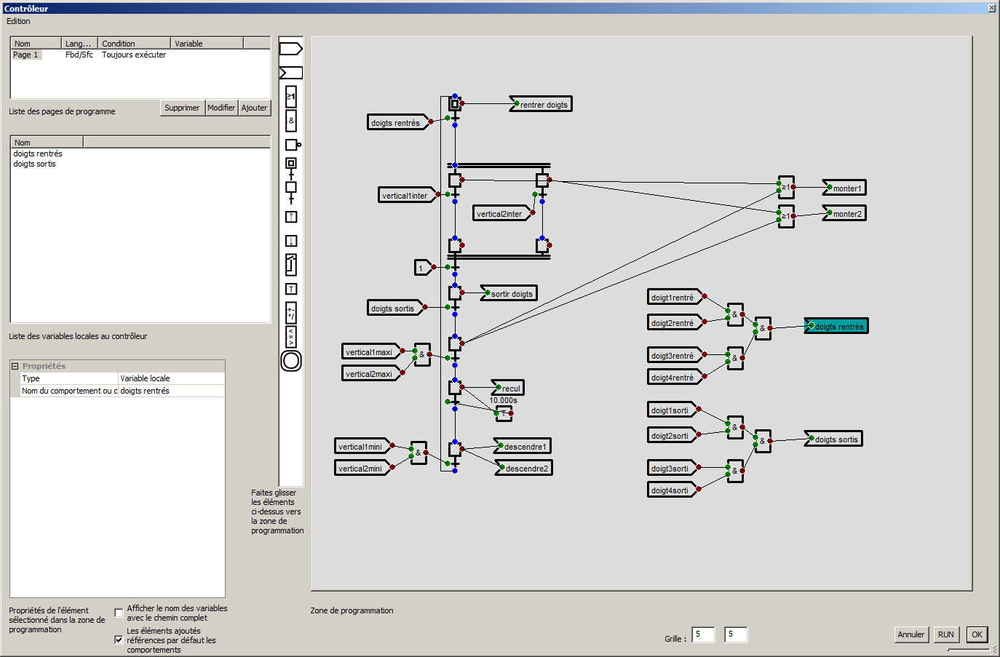 Contrôleur
Edition
Nom Lang... Condition Variable
Page 1 Fbd/Sfc Toujours exécuter
Liste des pages de programme
Supprimer Modifier Ajouter
Nom
doigts rentrés
doigts sortis
Liste des variables locales au contrôleur
Propriétés
Type Variable locale
Nom du comportement ou d doigts rentrés
Propriétés de l'élément
sélectionné dans la zone de
programmation
Afficher le nom des variables
avec le chemin complet
Les éléments ajoutés
références par défaut les
comportements
≥1
&
↑
↓
T
+-
*/
<
=
>
Faites glisser
les éléments
ci-dessus vers
la zone de
programmation
rentrer doigts
doigts rentrés
vertical1inter
vertical2inter
≥1
monter1
≥1
monter2
1
sortir doigts
doigts sortis
vertical1maxi
&
vertical2maxi
recul
10.000s
T
vertical1mini
&
vertical2mini
descendre1
descendre2
doigt1rentré
&
doigt2rentré
&
doigts rentrés
doigt3rentré
&
doigt4rentré
doigt1sorti
&
doigt2sorti
&
doigts sortis
doigt3sorti
&
doigt4sorti
Zone de programmation
Grille : 5 5
Annuler RUN OK